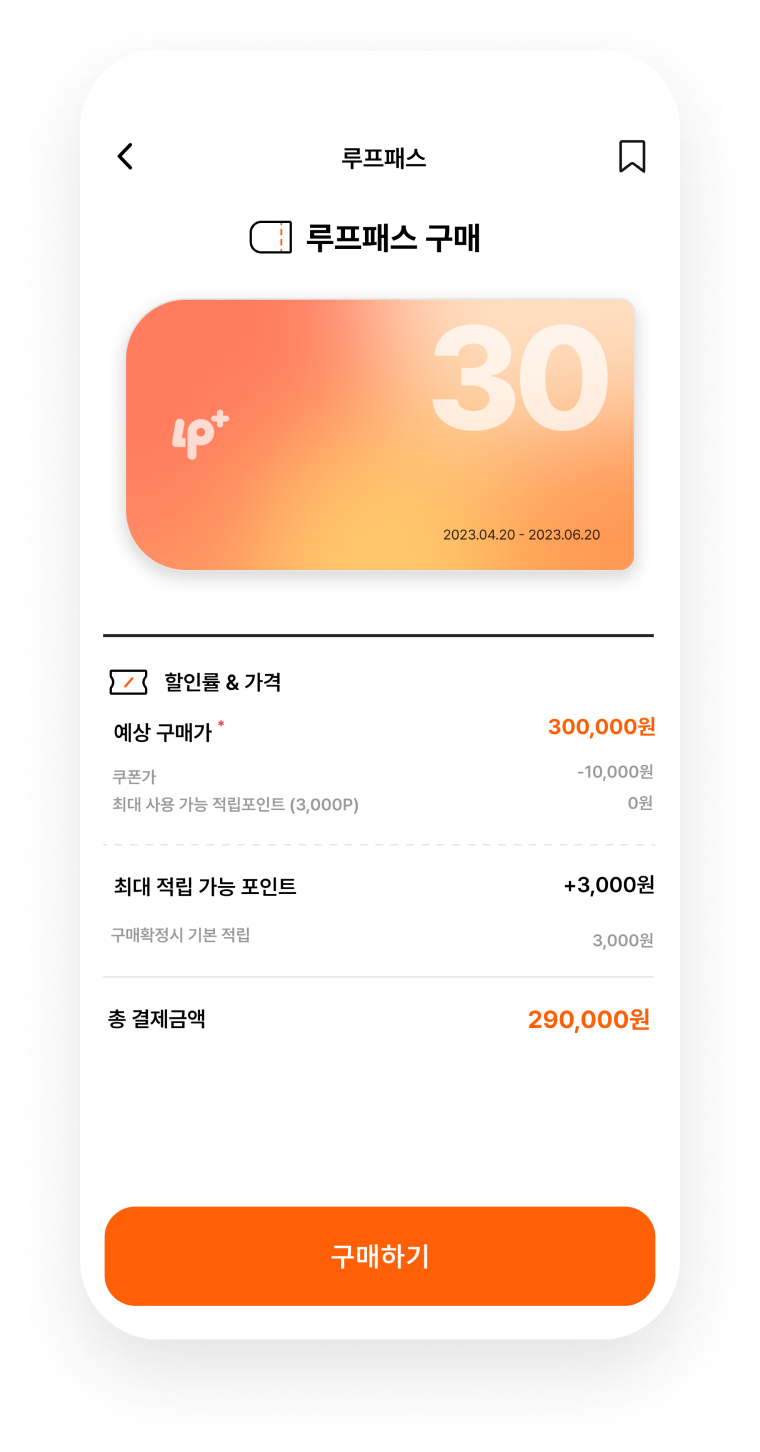 루프패스
루프패스 구매
30
Lp+
2023.04.20 - 2023.06.20
할인률 & 가격
예상 구매가 *
300,000원
쿠폰가
-10,000원
최대 사용 가능 적립포인트 (3,000P)
0원
최대 적립 가능 포인트
+3,000원
구매확정시 기본 적립
3,000원
총 결제금액
290,000원
구매하기